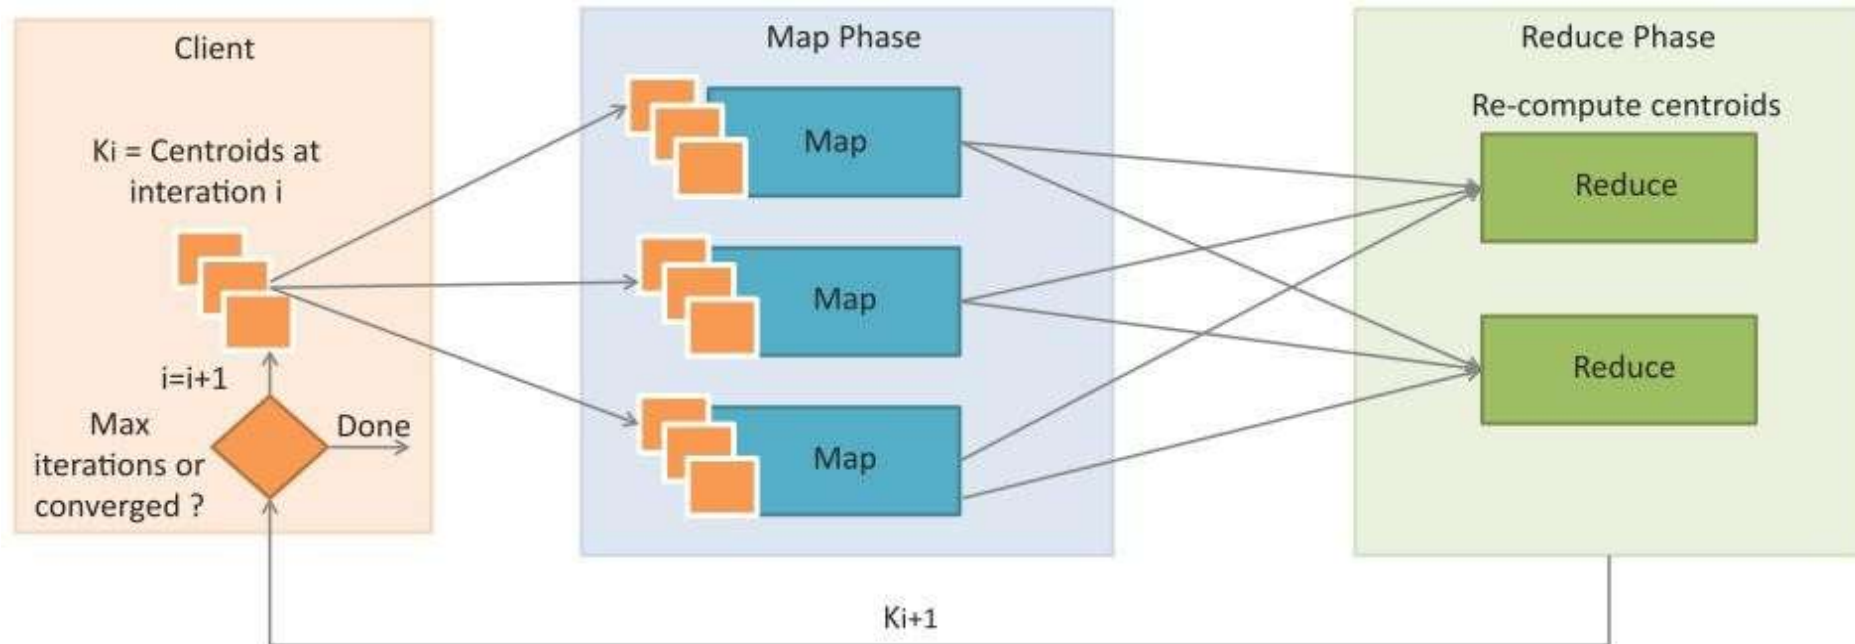 Client
Ki = Centroids at
interation i
i=i+1
Max
iterations or
converged ?
Done
Map Phase
Map
Map
Map
Reduce Phase
Re-compute centroids
Reduce
Reduce
Ki+1